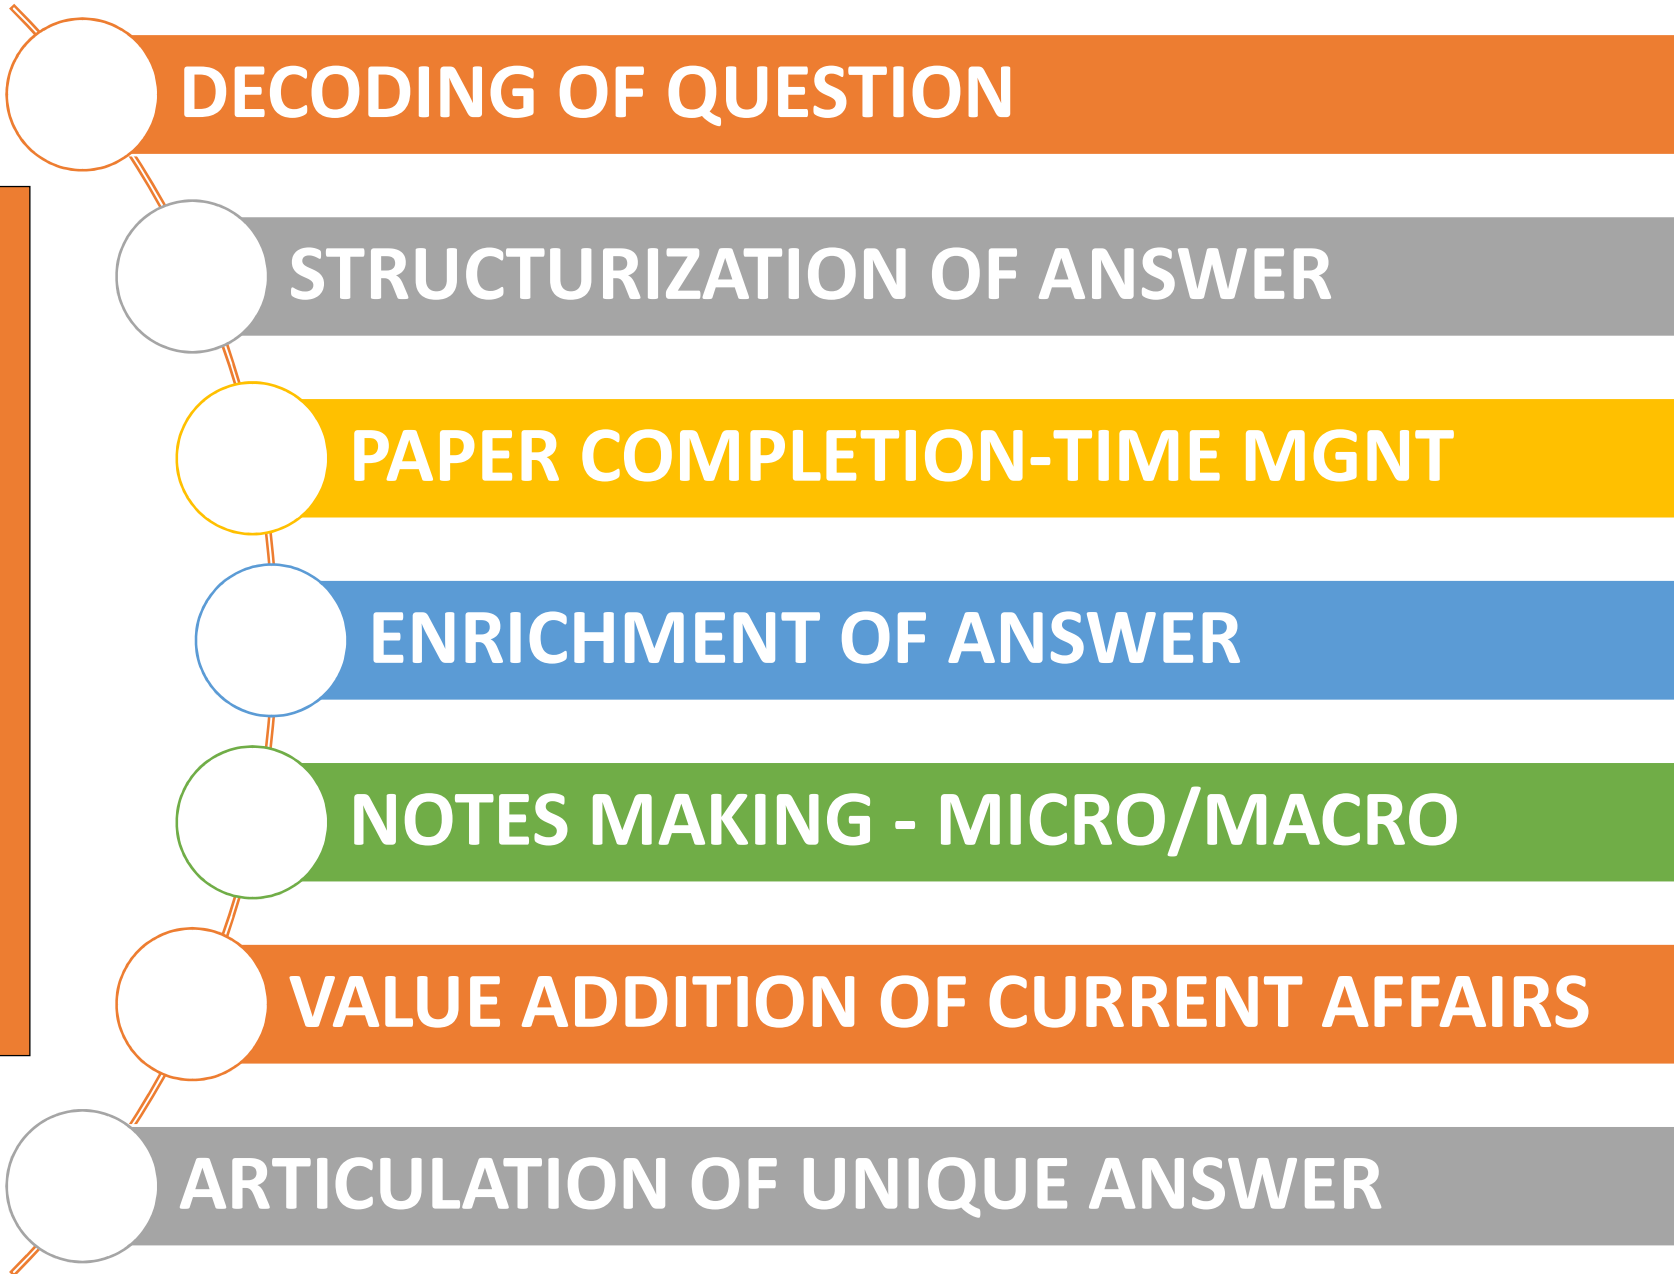 DECODING OF QUESTION
STRUCTURIZATION OF ANSWER
PAPER COMPLETION-TIME MGNT
ENRICHMENT OF ANSWER
NOTES MAKING - MICRO/MACRO
VALUE ADDITION OF CURRENT AFFAIRS
ARTICULATION OF UNIQUE ANSWER